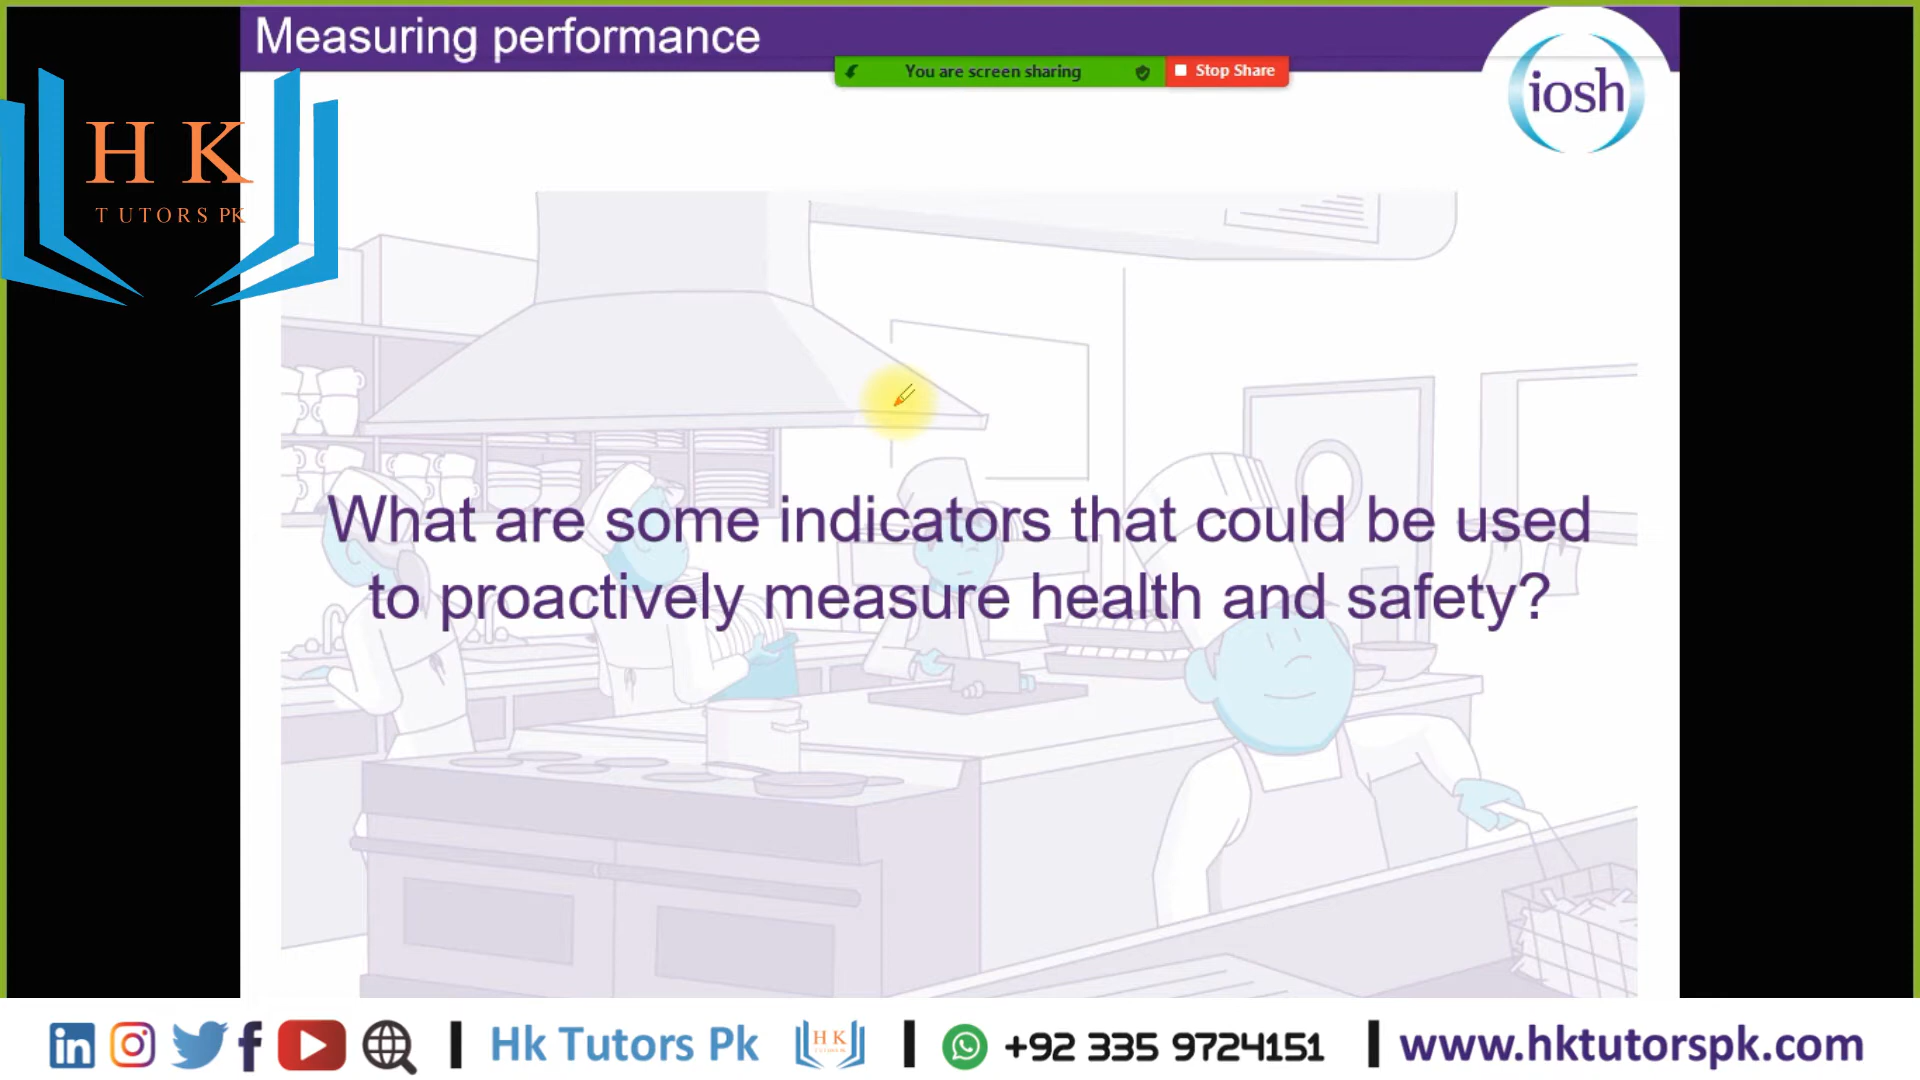 Measuring performance
You are screen sharing
Stop Share
iosh
H K
TUTORS PK
What are some indicators that could be used
to proactively measure health and safety?
Hk Tutors Pk
H K
+92 335 9724151
www.hktutorspk.com